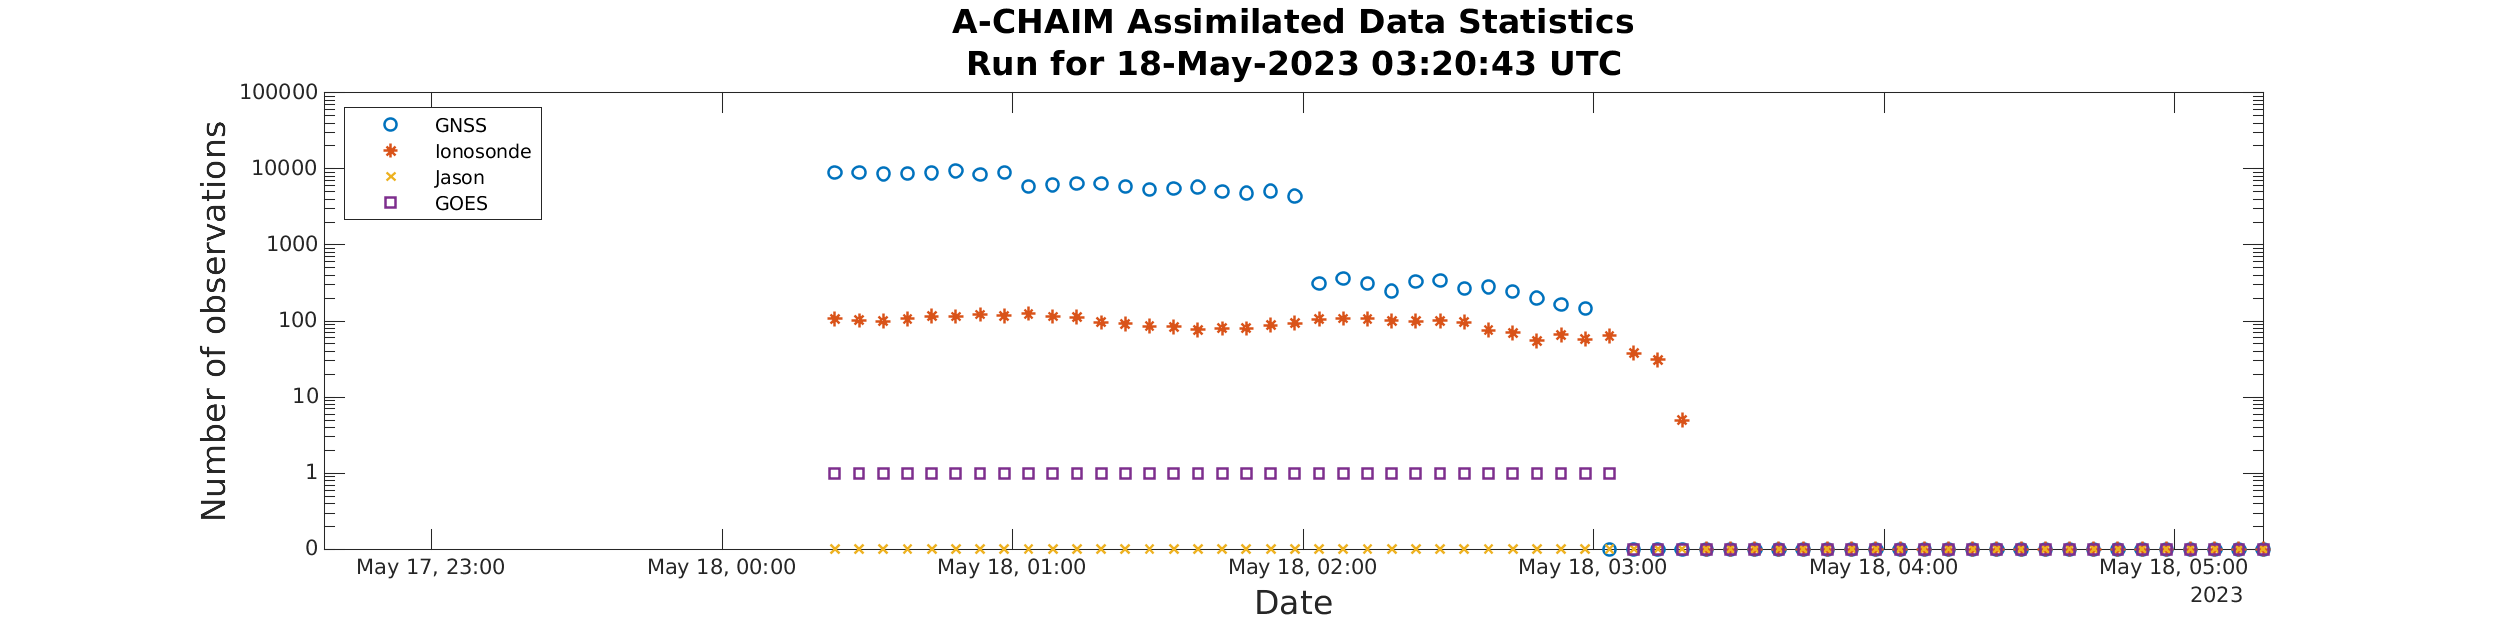 A-CHAIM Assimilated Data Statistics
Run for 18-May-2023 03:20:43 UTC
Number of observations
100000
10000
1000
100
10
1
0
GNSS
Ionosonde
Jason
GOES
May 17, 23:00
May 18, 00:00
May 18, 01:00
May 18, 02:00
May 18, 03:00
May 18, 04:00
May 18, 05:00
2023
Date